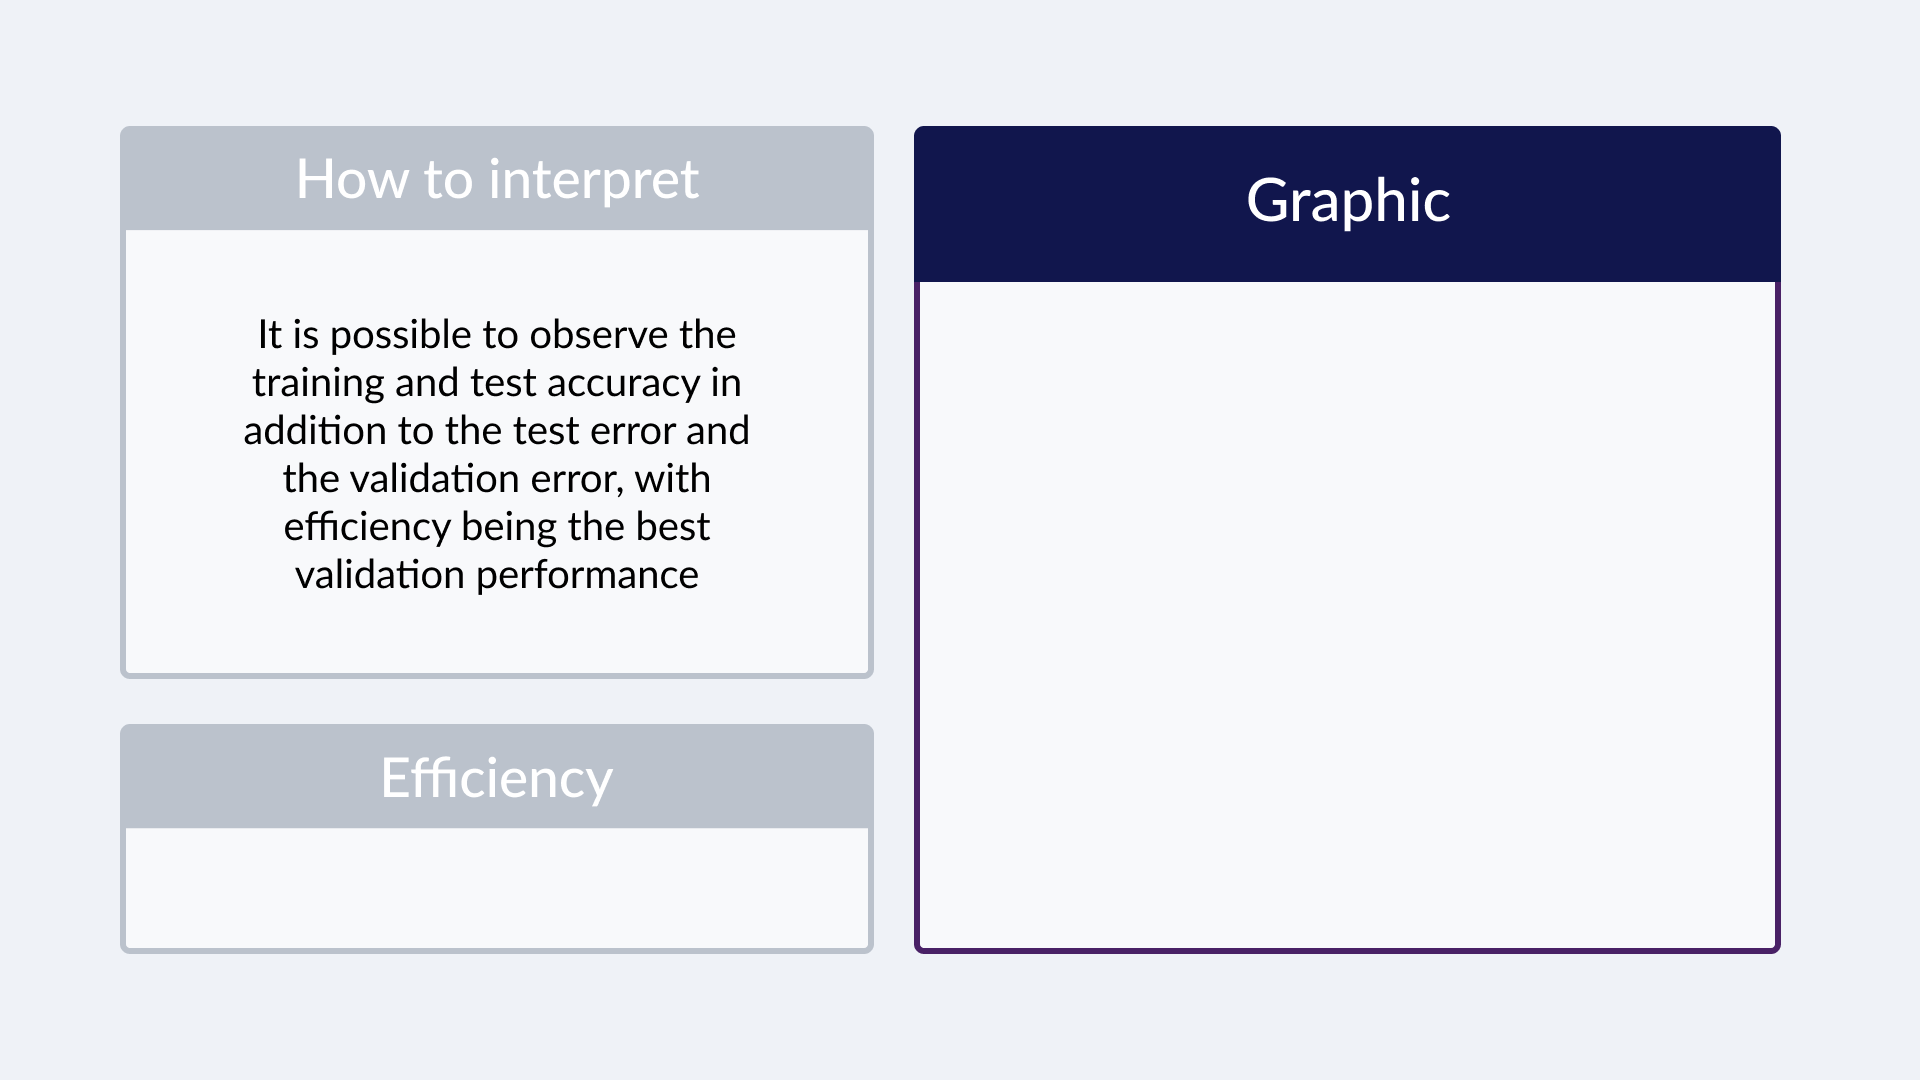 How to interpret
It is possible to observe the
training and test accuracy in
addition to the test error and
the validation error, with
efficiency being the best
validation performance
Efficiency
Graphic